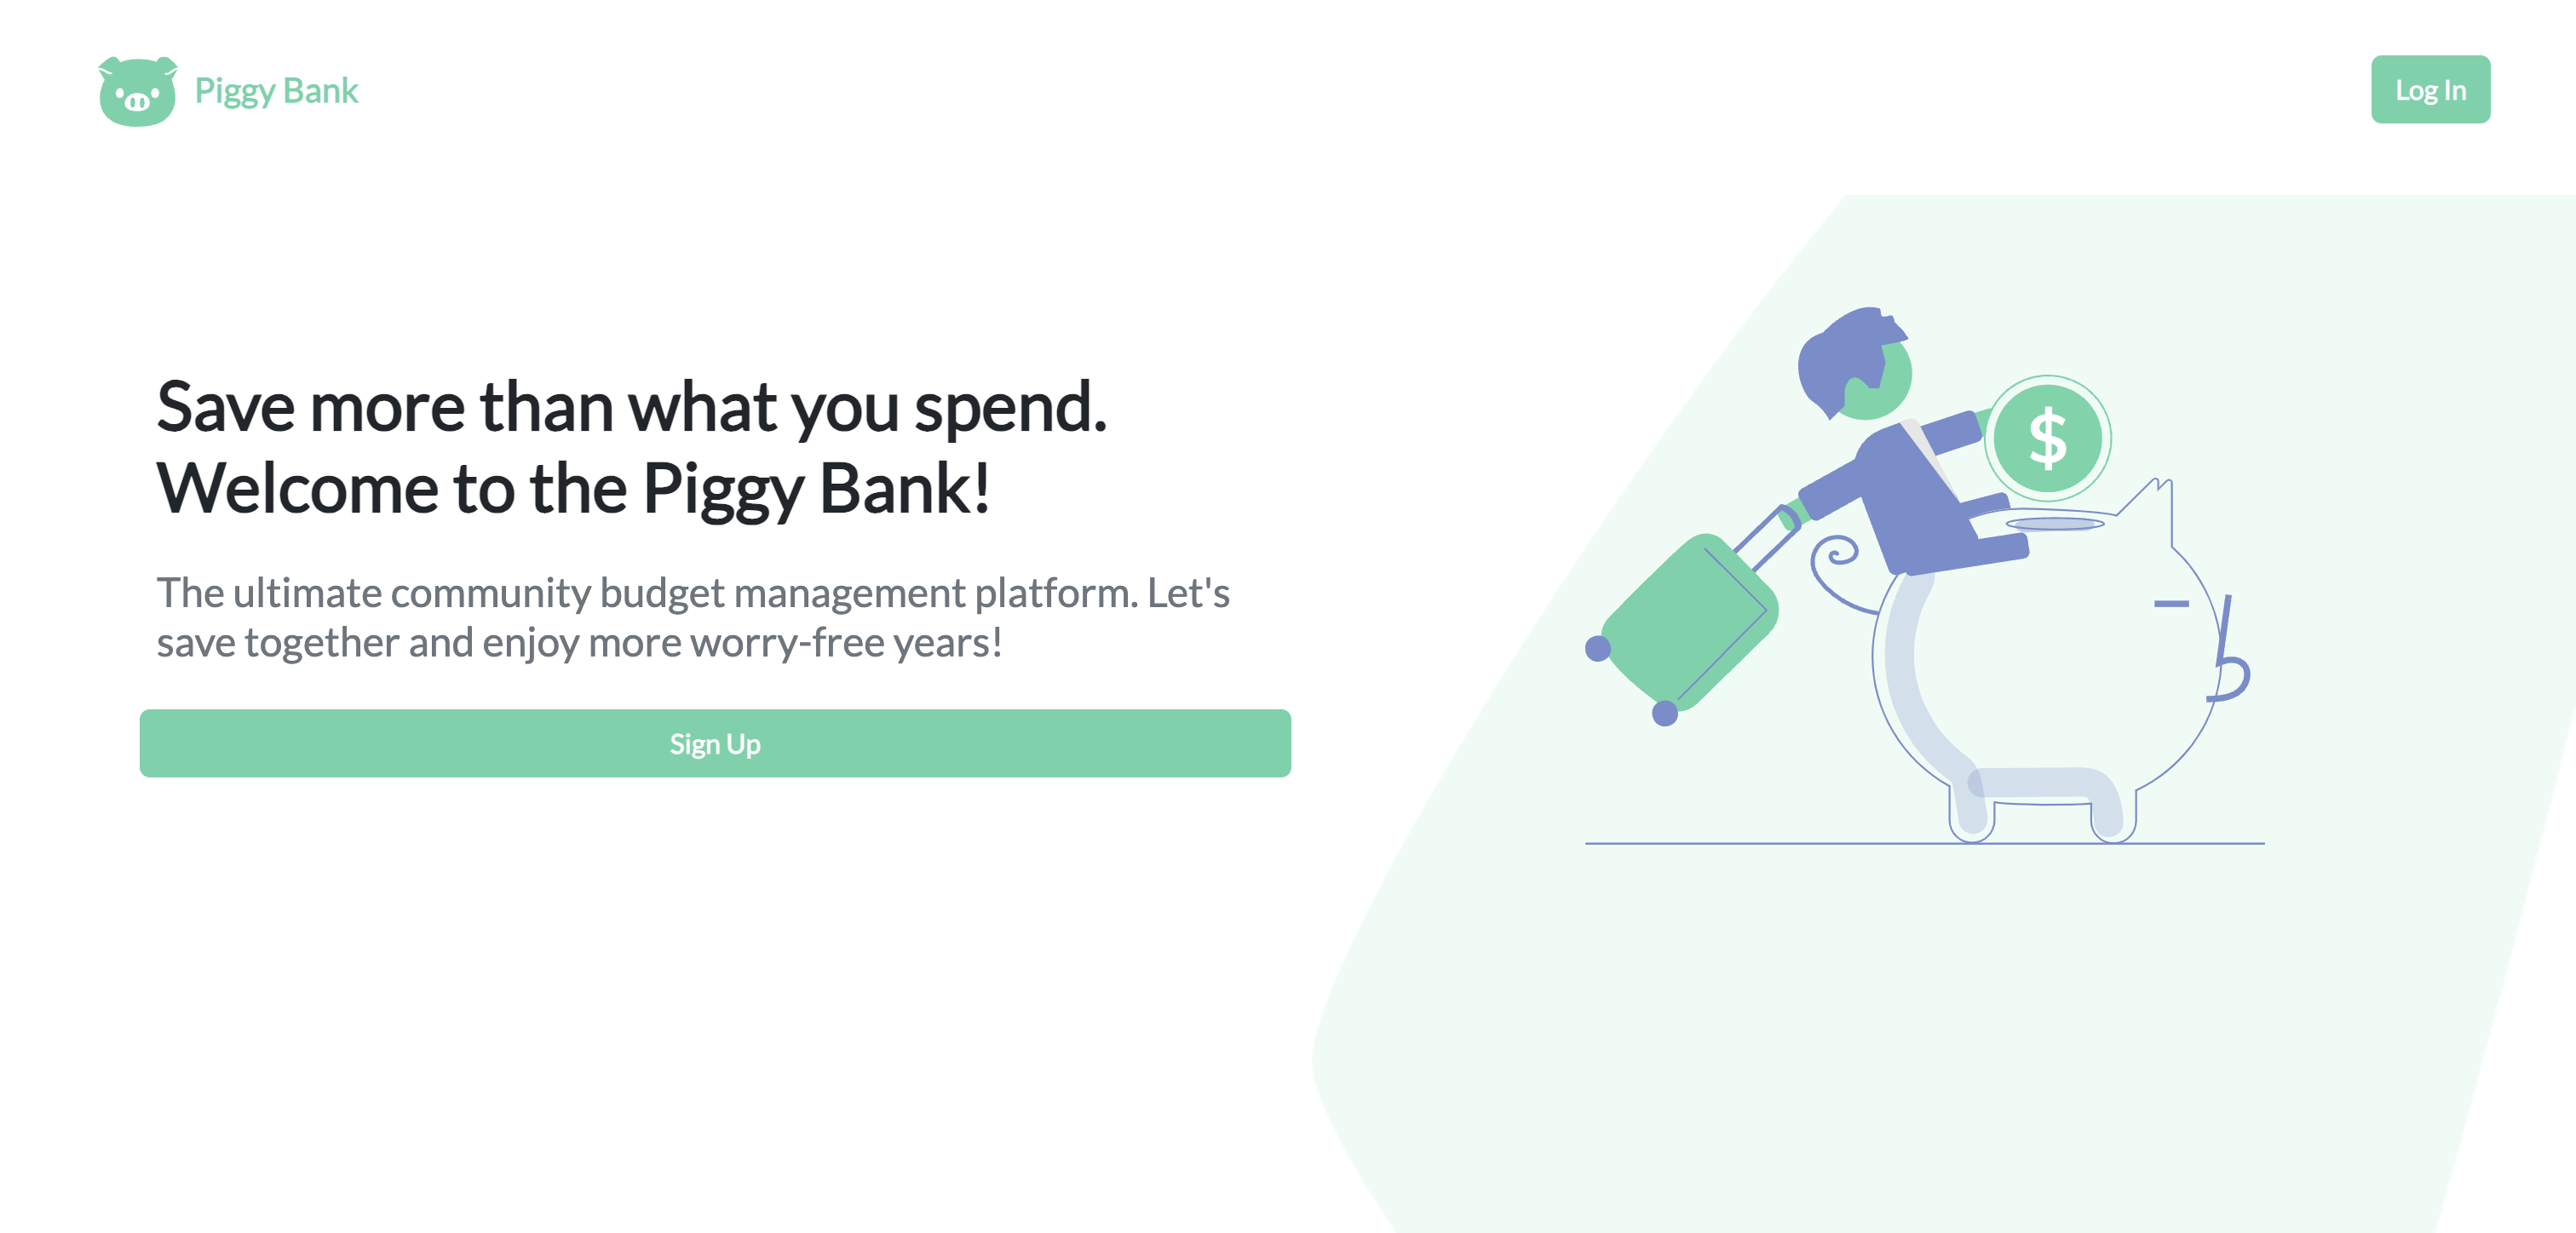 Piggy Bank
Log In
Save more than what you spend.
Welcome to the Piggy Bank!
$
The ultimate community budget management platform. Let's
save together and enjoy more worry-free years!
Sign Up